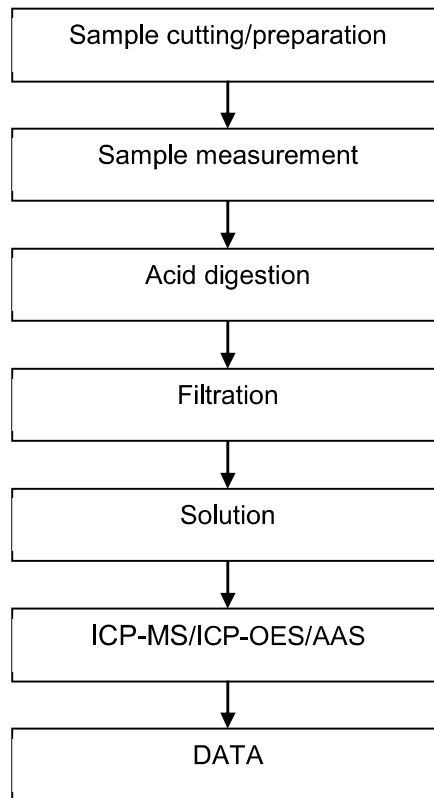 Sample cutting/preparation
Sample measurement
Acid digestion
Filtration
Solution
ICP-MS/ICP-OES/AAS
DATA